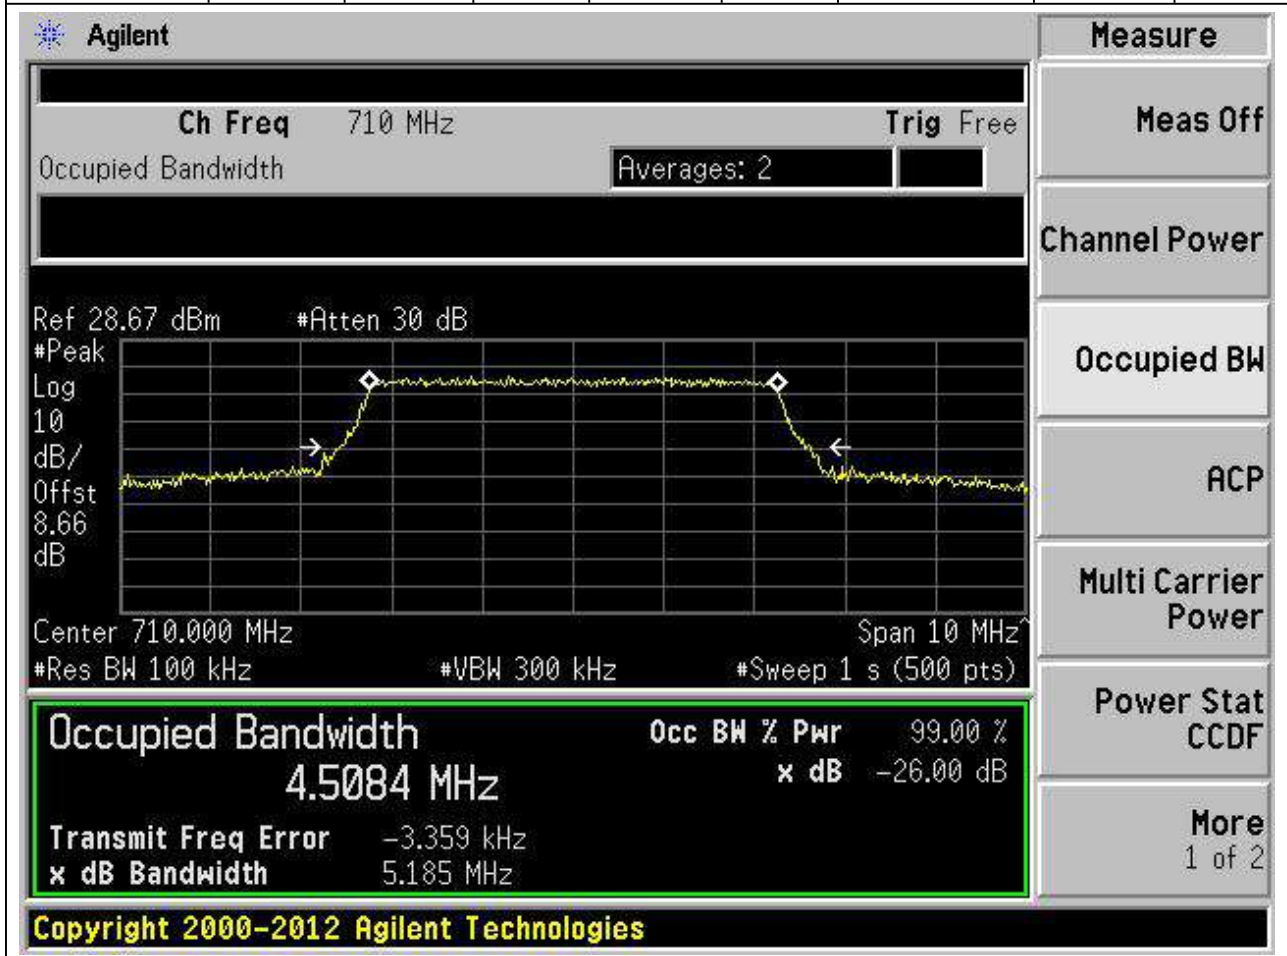 Agilent
Measure
Ch Freq 710 MHz Trig Free
Meas Off
Occupied Bandwidth Averages: 2
Channel Power
Ref 28.67 dBm #Atten 30 dB
#Peak
Log
10
dB/
Offst
8.66
dB
Occupied BW
ACP
Center 710.000 MHz Span 10 MHz^
#Res BW 100 kHz #VBW 300 kHz #Sweep 1 s (500 pts)
Multi Carrier
Power
Occupied Bandwidth Occ BW % Pwr 99.00 %
4.5084 MHz x dB -26.00 dB
Power Stat
CCDF
Transmit Freq Error -3.359 kHz
x dB Bandwidth 5.185 MHz
More
1 of 2
Copyright 2000-2012 Agilent Technologies